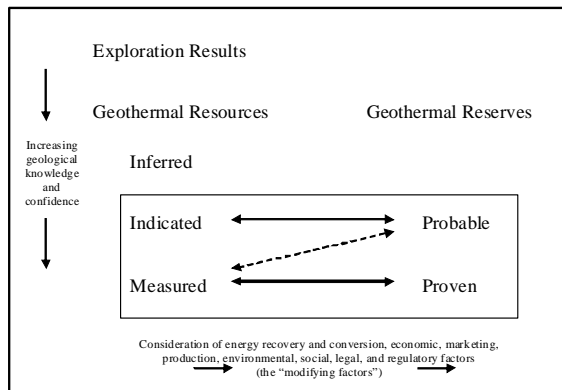 Exploration Results
Geothermal Resources Geothermal Reserves
Increasing
geological
knowledge
and
confidence
Inferred
Indicated Probable
Measured Proven
Consideration of energy recovery and conversion, economic, marketing,
production, environmental, social, legal, and regulatory factors
(the “modifying factors”)